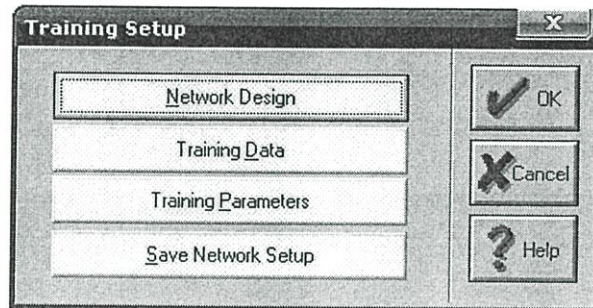 Training Setup
Network Design
Training Data
Training Parameters
Save Network Setup
OK
Cancel
Help